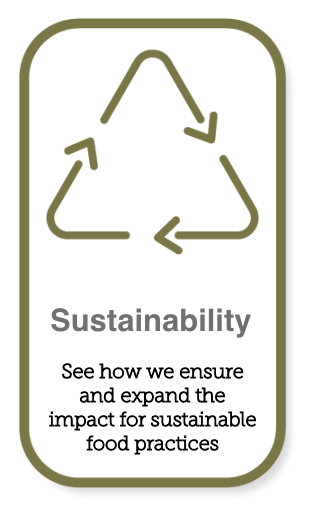 Sustainability
See how we ensure
and expand the
impact for sustainable
food practices